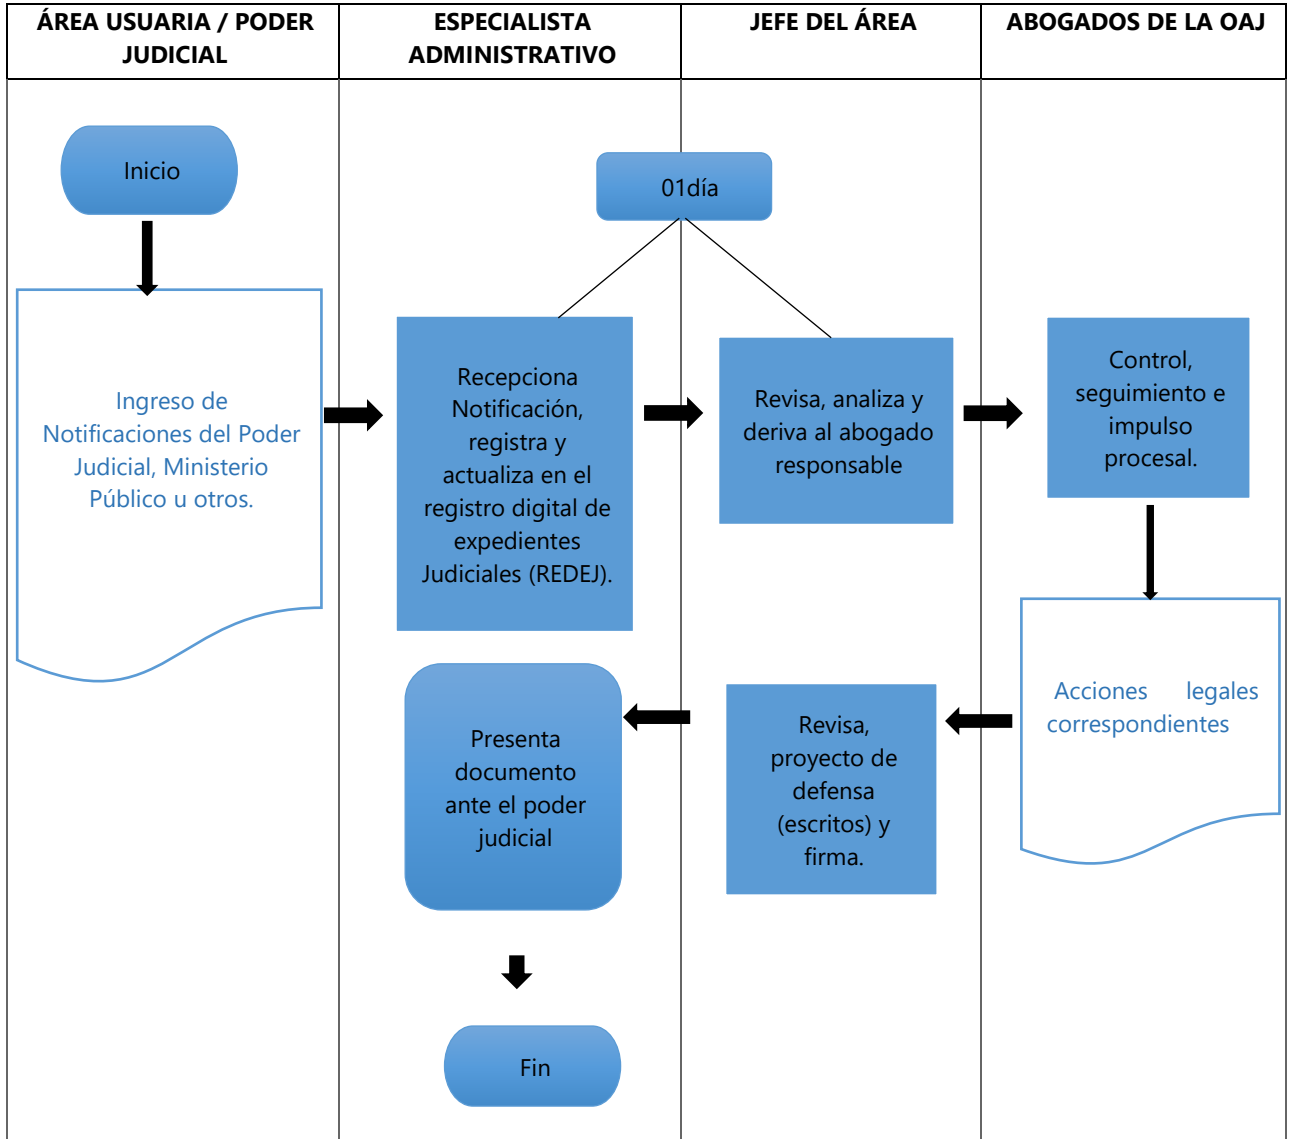 ÁREA USUARIA / PODER
JUDICIAL
ESPECIALISTA
ADMINISTRATIVO
JEFE DEL ÁREA
ABOGADOS DE LA OAJ
Inicio
01día
Ingreso de
Notificaciones del Poder
Judicial, Ministerio
Público u otros.
Recepciona
Notificación,
registra y
actualiza en el
registro digital de
expedientes
Judiciales (REDEJ).
Revisa, analiza y
deriva al abogado
responsable
Control,
seguimiento e
impulso
procesal.
Acciones legales
correspondientes
Revisa,
proyecto de
defensa
(escritos) y
firma.
Presenta
documento
ante el poder
judicial
Fin